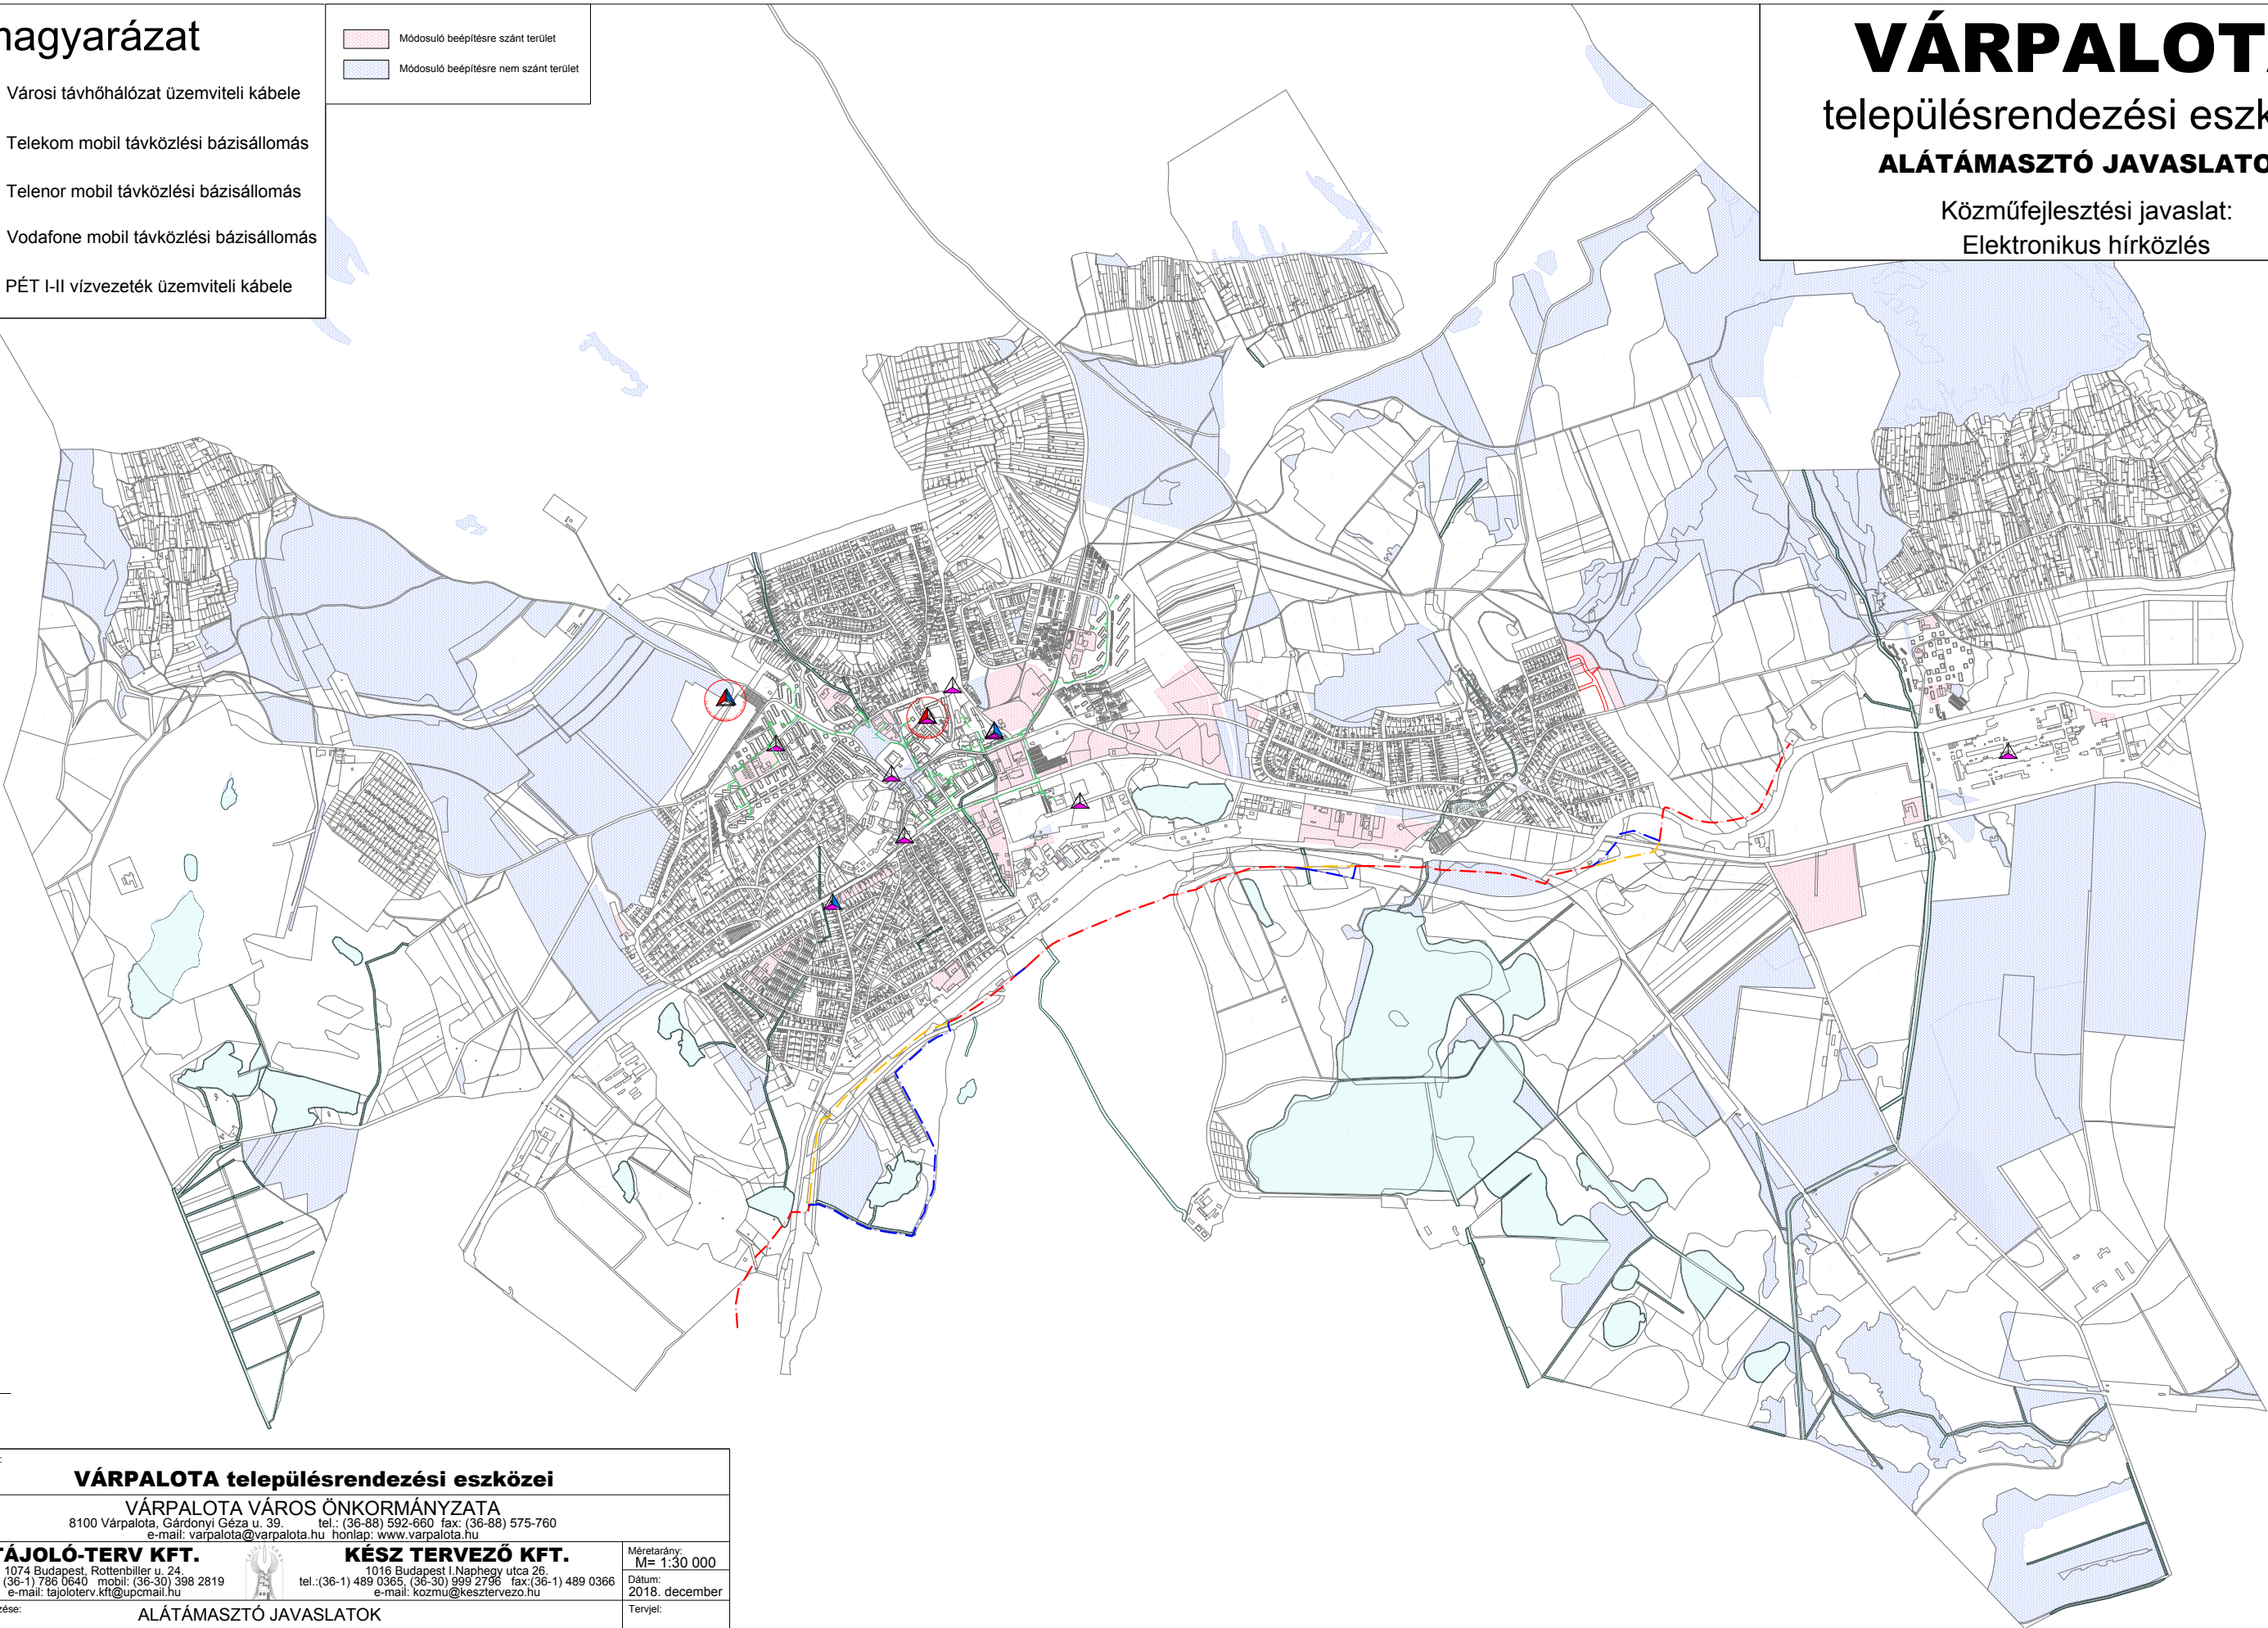 nagyarázat
Városi távhőhálózat üzemviteli kábele
Telekom mobil távközlési bázisállomás
Telenor mobil távközlési bázisállomás
Vodafone mobil távközlési bázisállomás
PÉT I-II vízvezeték üzemviteli kábele
Módosuló beépítésre szánt terület
Módosuló beépítésre nem szánt terület
VÁRPALOTA
településrendezési eszk
ALÁTÁMASZTÓ JAVASLATO
Közműfejlesztési javaslat:
Elektronikus hírközlés
VÁRPALOTA településrendezési eszközei
VÁRPALOTA VÁROS ÖNKORMÁNYZATA
8100 Várpalota, Gárdonyi Géza u. 39. tel.: (36-88) 592-660 fax: (36-88) 575-760
e-mail: varpalota@varpalota.hu honlap: www.varpalota.hu
TÁJOLÓ-TERV KFT.
1074 Budapest, Rottenbiller u. 24.
(36-1) 786 0640 mobil: (36-30) 398 2819
e-mail: tajoloterv.kft@upcmail.hu
KÉSZ TERVEZŐ KFT.
1016 Budapest I.Naphegy utca 26.
tel.:(36-1) 489 0365, (36-30) 999 2796 fax:(36-1) 489 0366
e-mail: kozmu@kesztervezo.hu
Méretarány:
M= 1:30 000
Dátum:
2018. december
zése:
ALÁTÁMASZTÓ JAVASLATOK
Tervjel: